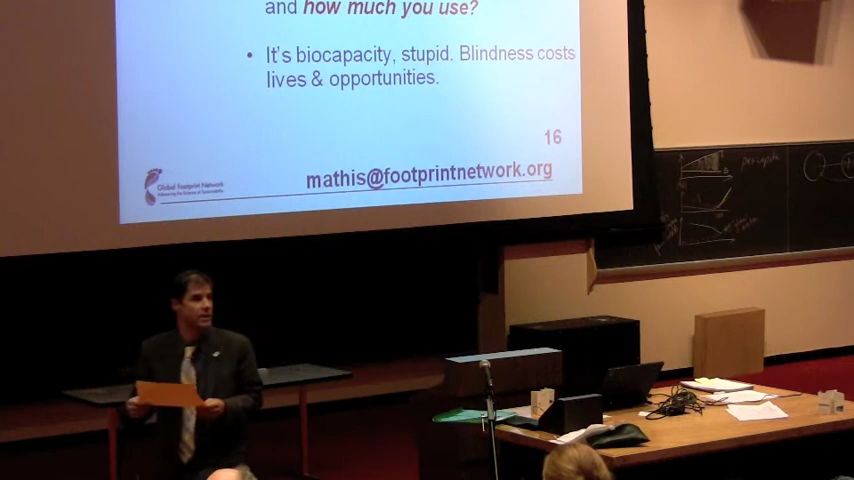 and how much you use?
• It's biocapacity, stupid. Blindness costs
lives & opportunities.
16
Global Footprint Network
mathis@footprintnetwork.org